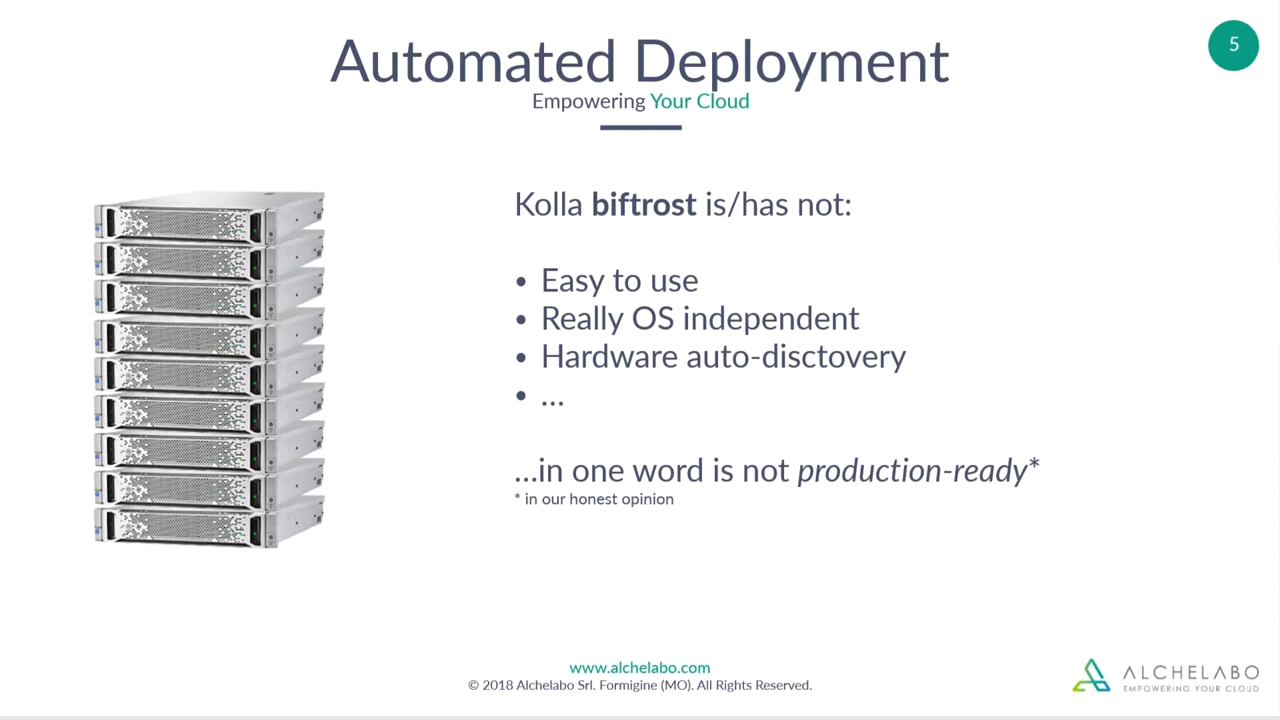 Automated Deployment
5
Empowering Your Cloud
Kolla biftrost is/has not:
• Easy to use
• Really OS independent
• Hardware auto-disctovery
• ...
...in one word is not production-ready*
* in our honest opinion
www.alchelabo.com
© 2018 Alchelabo Srl. Formigine (MO). All Rights Reserved.
ALCHELABO
EMPOWERING YOUR CLOUD